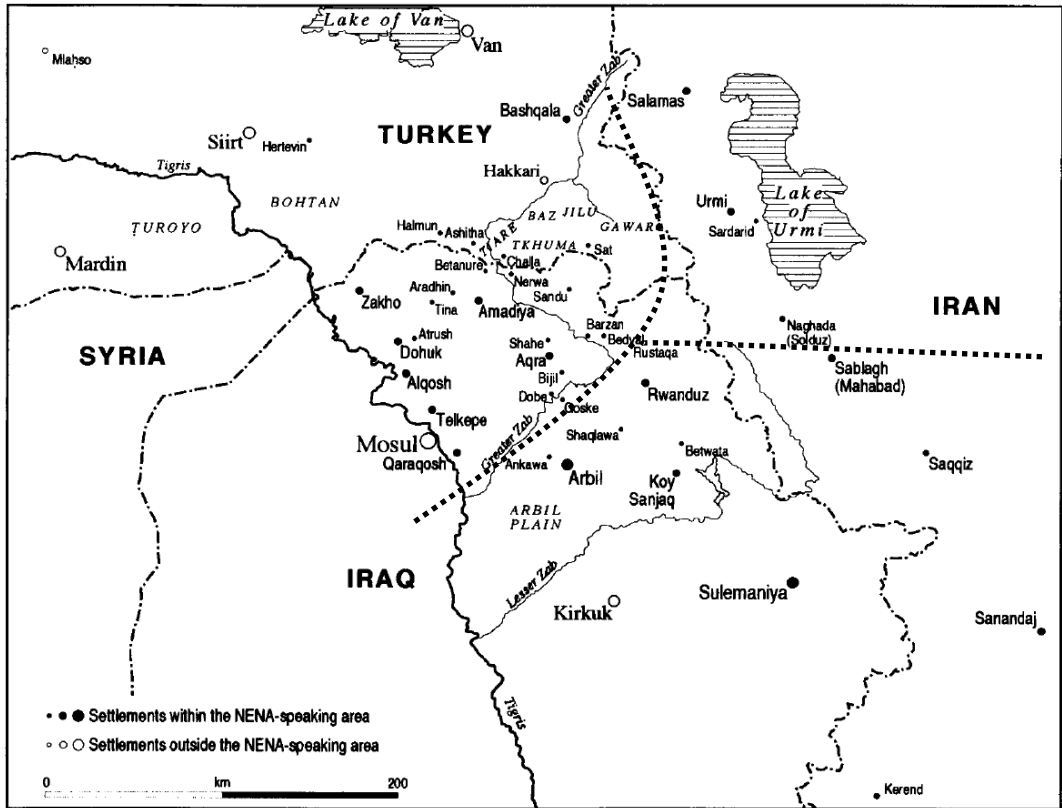 Lake of Van
Van
Mlahso
Greater Zab
Salamas
Bashqala
TURKEY
Siirt
Hertevin
Tigris
Hakkari
Lake
of
Urmi
Urmi
Sardarid
BOHTAN
ṬUROYO
BAZ
JILU
GAWAR
Halmun
Ashitha
TIARE
TKHUMA
Sat
Mardin
Betanure
Challa
Nerwa
Aradhin
Sandu
Zakho
Tina
Amadiya
IRAN
SYRIA
Atrush
Dohuk
Shahe
Barzan
Bedyal
Rustaqa
Naghada
(Solduz)
Aqra
Sablagh
(Mahabad)
Alqosh
Bijil
Rwanduz
Dobe
Goske
Telkepe
Shaqlawa
Mosul
Greater Zab
Betwata
Qaraqosh
Ankawa
Arbil
Koy
Sanjaq
Saqqiz
ARBIL
PLAIN
IRAQ
Lesser Zab
Sulemaniya
Kirkuk
Sanandaj
Tigris
Settlements within the NENA-speaking area
Settlements outside the NENA-speaking area
0 km 200
Kerend